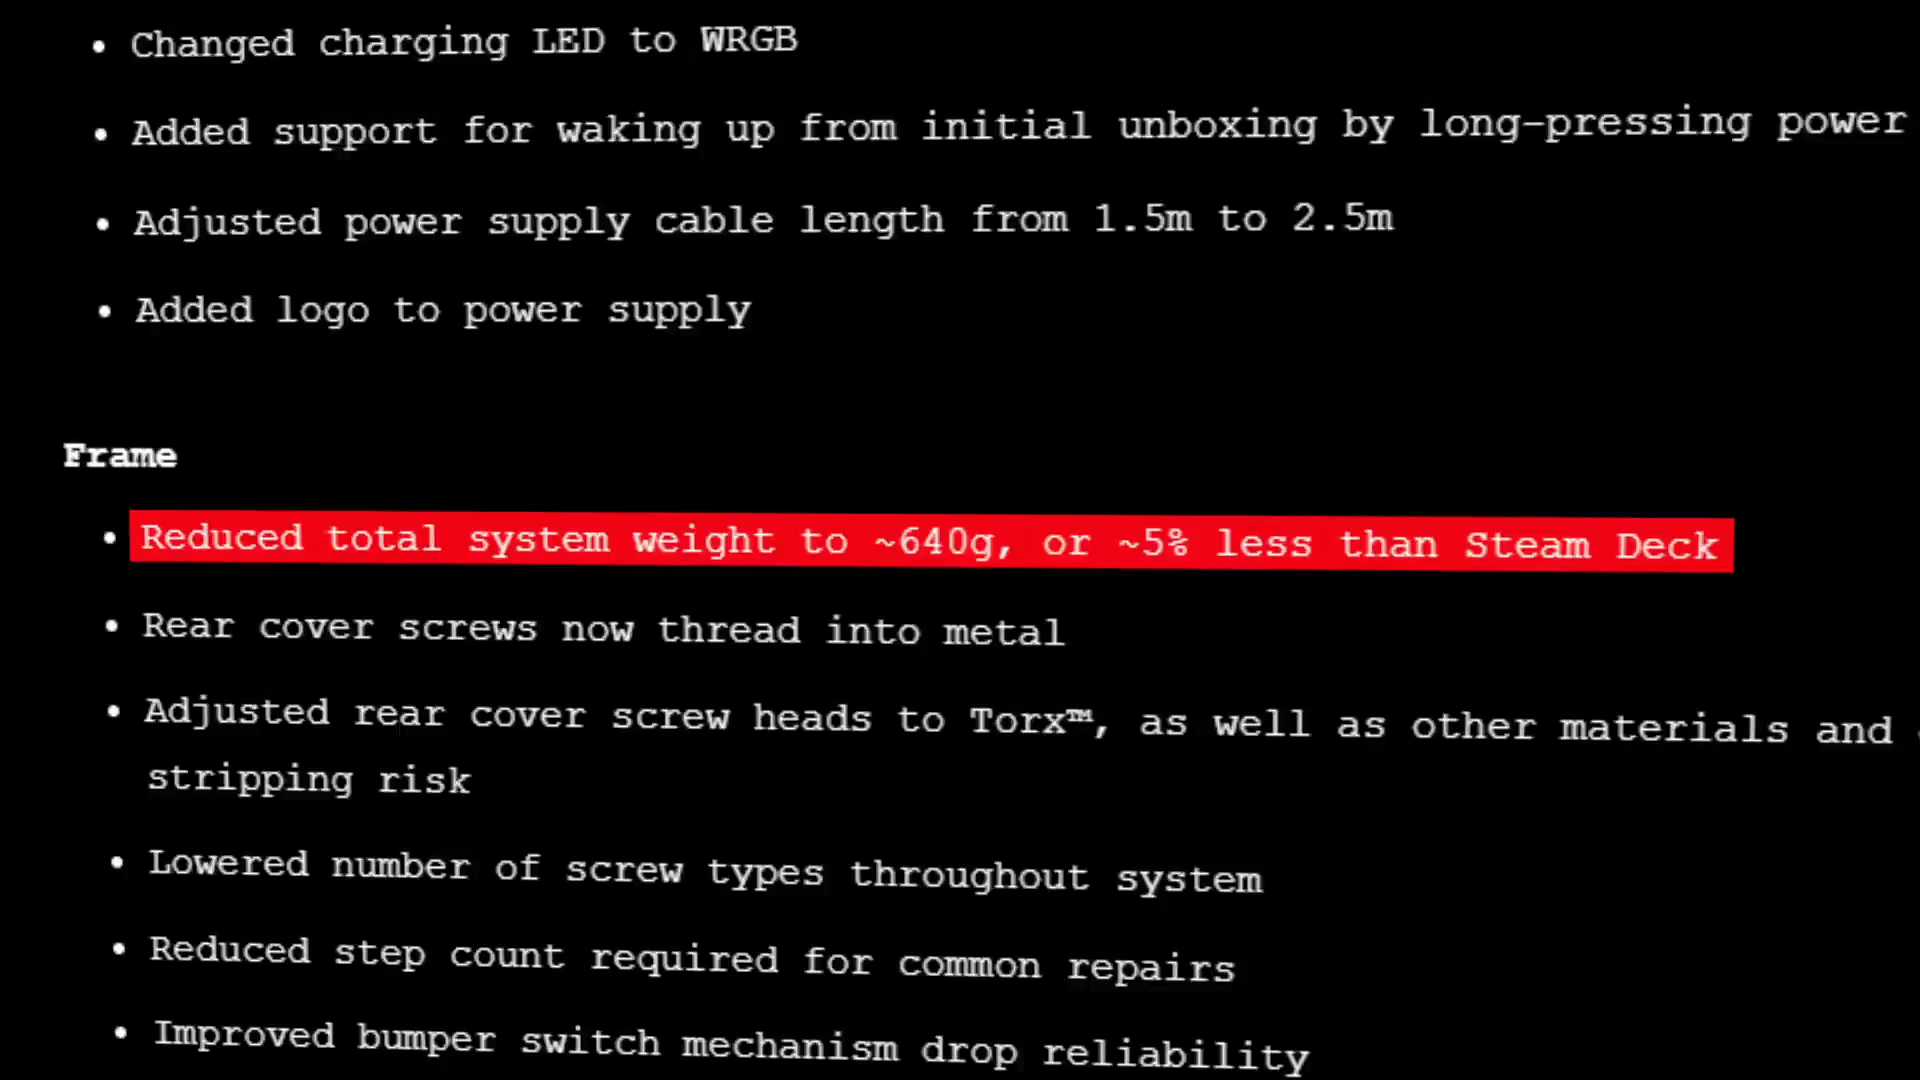 Changed charging LED to WRGB
Added support for waking up from initial unboxing by long-pressing power
Adjusted power supply cable length from 1.5m to 2.5m
Added logo to power supply
Frame
Reduced total system weight to ~640g, or ~5% less than Steam Deck
Rear cover screws now thread into metal
Adjusted rear cover screw heads to Torx™, as well as other materials and
stripping risk
Lowered number of screw types throughout system
Reduced step count required for common repairs
Improved bumper switch mechanism drop reliability